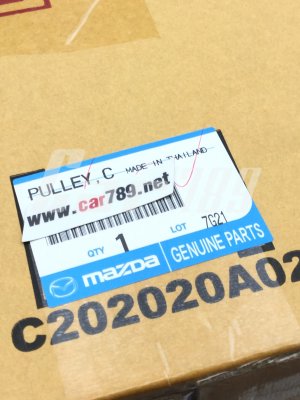 PULLEY, C MADE IN THAILAND
www.car789.net
QTY 1 LOT 7G21
mazda GENUINE PARTS
C202020A02